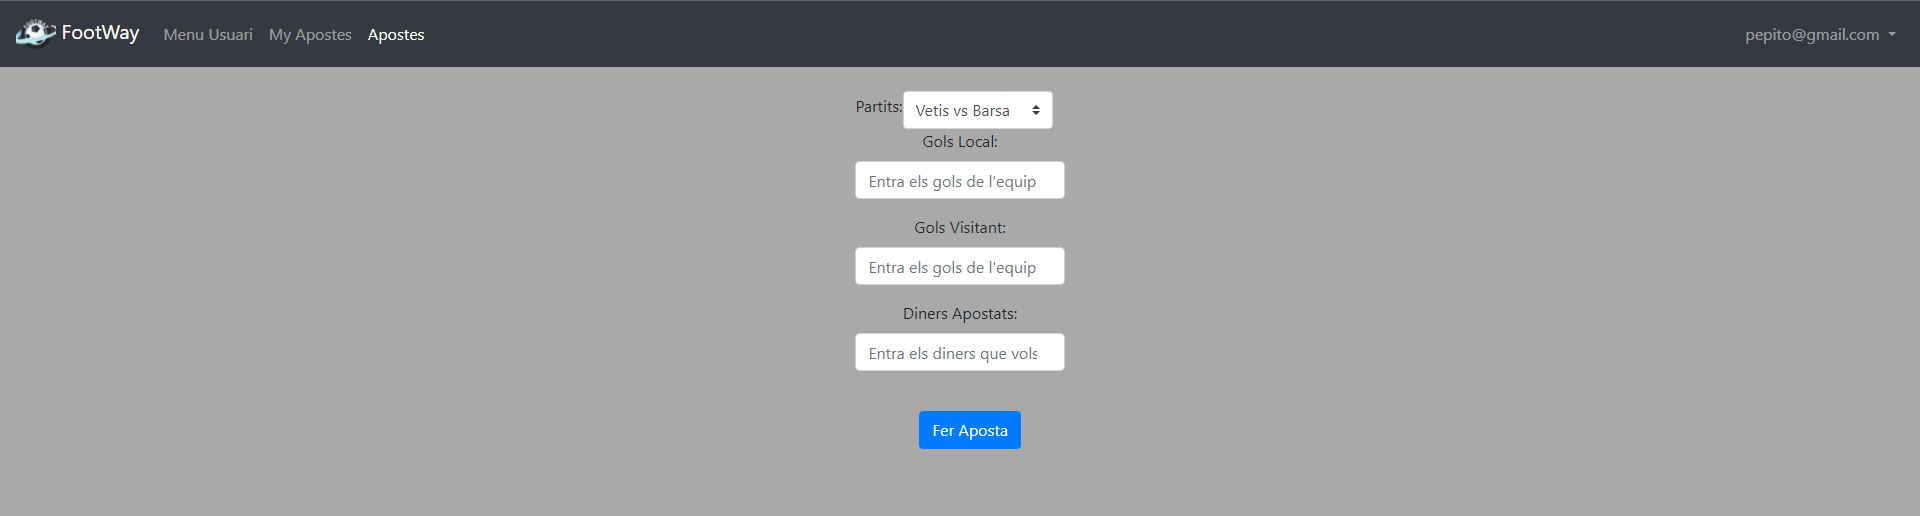 FootWay Menu Usuari My Apostes Apostes pepito@gmail.com
Partits: Vetis vs Barsa
Gols Local:
Entra els gols de l'equip
Gols Visitant:
Entra els gols de l'equip
Diners Apostats:
Entra els diners que vols
Fer Aposta